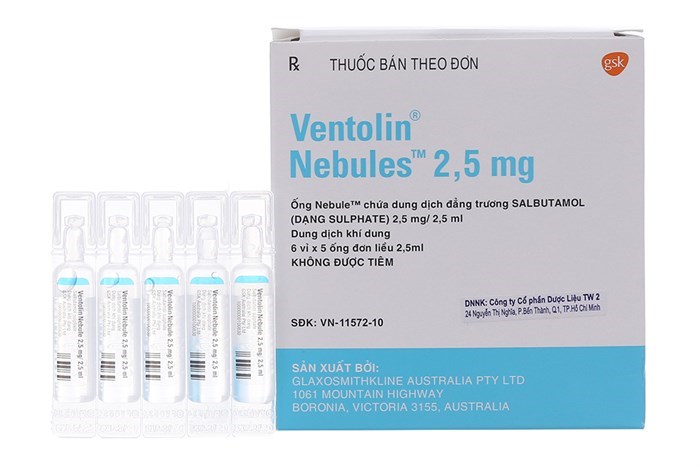 Rx THUỐC BÁN THEO ĐƠN
gsk
Ventolin®
Nebules™ 2,5 mg
Ống Nebule™ chứa dung dịch đẳng trương SALBUTAMOL
(DẠNG SULPHATE) 2,5 mg/ 2,5 ml
Dung dịch khí dung
6 vỉ x 5 ống đơn liều 2,5ml
KHÔNG ĐƯỢC TIÊM
DNNK: Công ty Cổ phần Dược Liệu TW 2
24 Nguyễn Thị Nghĩa, P.Bến Thành, Q1, TP.Hồ Chí Minh
SĐK: VN-11572-10
SẢN XUẤT BỞI:
GLAXOSMITHKLINE AUSTRALIA PTY LTD
1061 MOUNTAIN HIGHWAY
BORONIA, VICTORIA 3155, AUSTRALIA
Ventolin Nebule 2,5 mg/ 2,5 ml
Ventolin Nebule 2,5 mg/ 2,5 ml
Ventolin Nebule 2,5 mg/ 2,5 ml
Ventolin Nebule 2,5 mg/ 2,5 ml
Ventolin Nebule 2,5 mg/ 2,5 ml